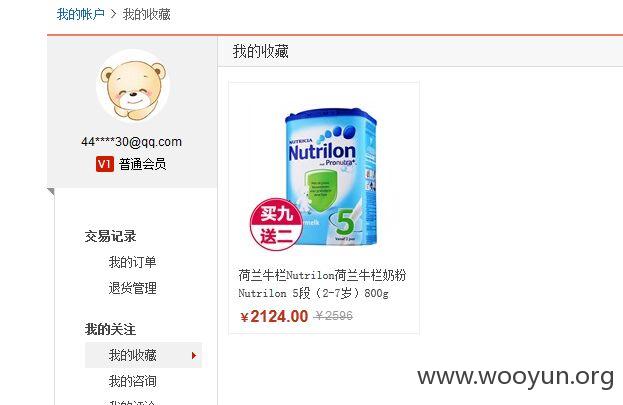 我的帐户 > 我的收藏
44****30@qq.com
V1 普通会员
交易记录
我的订单
退货管理
我的关注
我的收藏
我的咨询
我的收藏
NUTRICIA
Nutrilon
Pronutra+
买九
送二
5
荷兰牛栏Nutrilon荷兰牛栏奶粉
Nutrilon 5段（2-7岁）800g
¥2124.00 ¥2596
www.wooyun.org